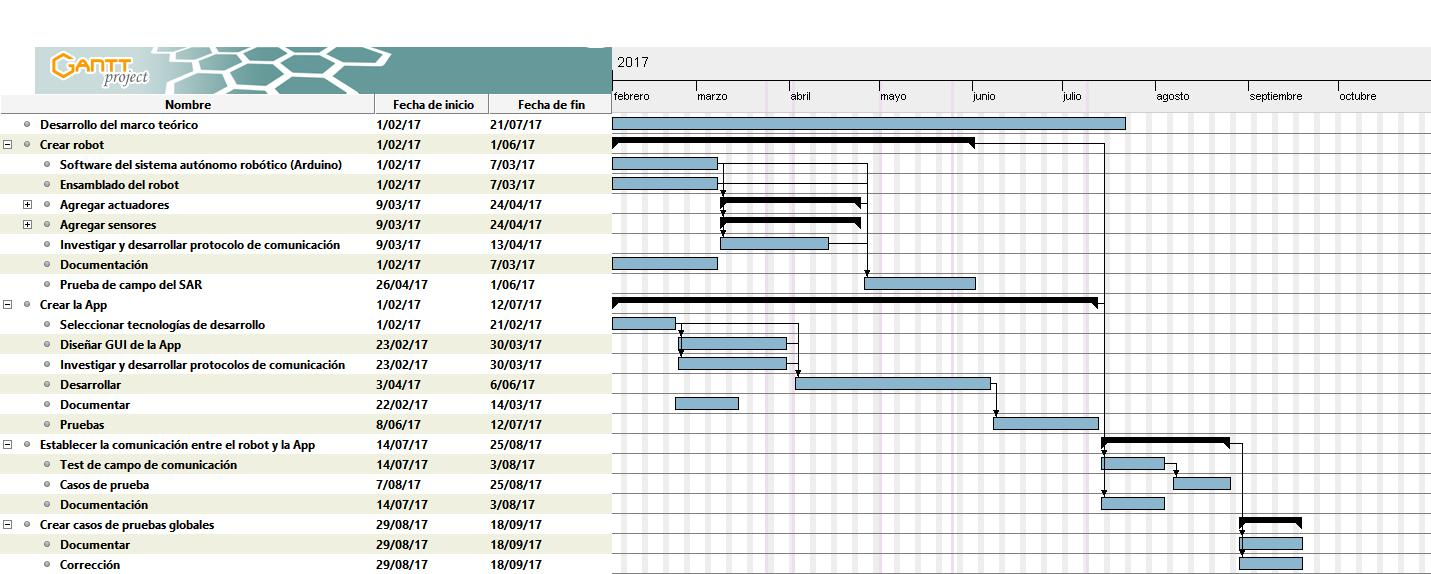 GANTT
project
2017
febrero marzo abril mayo junio julio agosto septiembre octubre
Nombre Fecha de inicio Fecha de fin
Desarrollo del marco teórico 1/02/17 21/07/17
Crear robot 1/02/17 1/06/17
Software del sistema autónomo robótico (Arduino) 1/02/17 7/03/17
Ensamblado del robot 1/02/17 7/03/17
Agregar actuadores 9/03/17 24/04/17
Agregar sensores 9/03/17 24/04/17
Investigar y desarrollar protocolo de comunicación 9/03/17 13/04/17
Documentación 1/02/17 7/03/17
Prueba de campo del SAR 26/04/17 1/06/17
Crear la App 1/02/17 12/07/17
Seleccionar tecnologías de desarrollo 1/02/17 21/02/17
Diseñar GUI de la App 23/02/17 30/03/17
Investigar y desarrollar protocolos de comunicación 23/02/17 30/03/17
Desarrollar 3/04/17 6/06/17
Documentar 22/02/17 14/03/17
Pruebas 8/06/17 12/07/17
Establecer la comunicación entre el robot y la App 14/07/17 25/08/17
Test de campo de comunicación 14/07/17 3/08/17
Casos de prueba 7/08/17 25/08/17
Documentación 14/07/17 3/08/17
Crear casos de pruebas globales 29/08/17 18/09/17
Documentar 29/08/17 18/09/17
Corrección 29/08/17 18/09/17